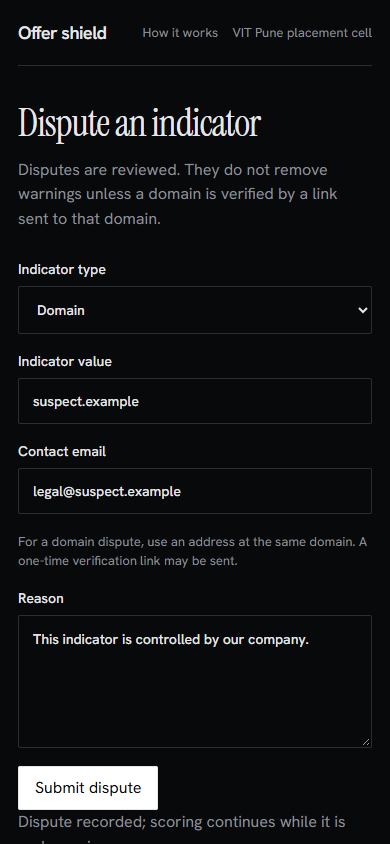 Offer shield
How it works
VIT Pune placement cell
Dispute an indicator
Disputes are reviewed. They do not remove
warnings unless a domain is verified by a link
sent to that domain.
Indicator type
Domain
Indicator value
suspect.example
Contact email
legal@suspect.example
For a domain dispute, use an address at the same domain. A
one-time verification link may be sent.
Reason
This indicator is controlled by our company.
Submit dispute
Dispute recorded; scoring continues while it is